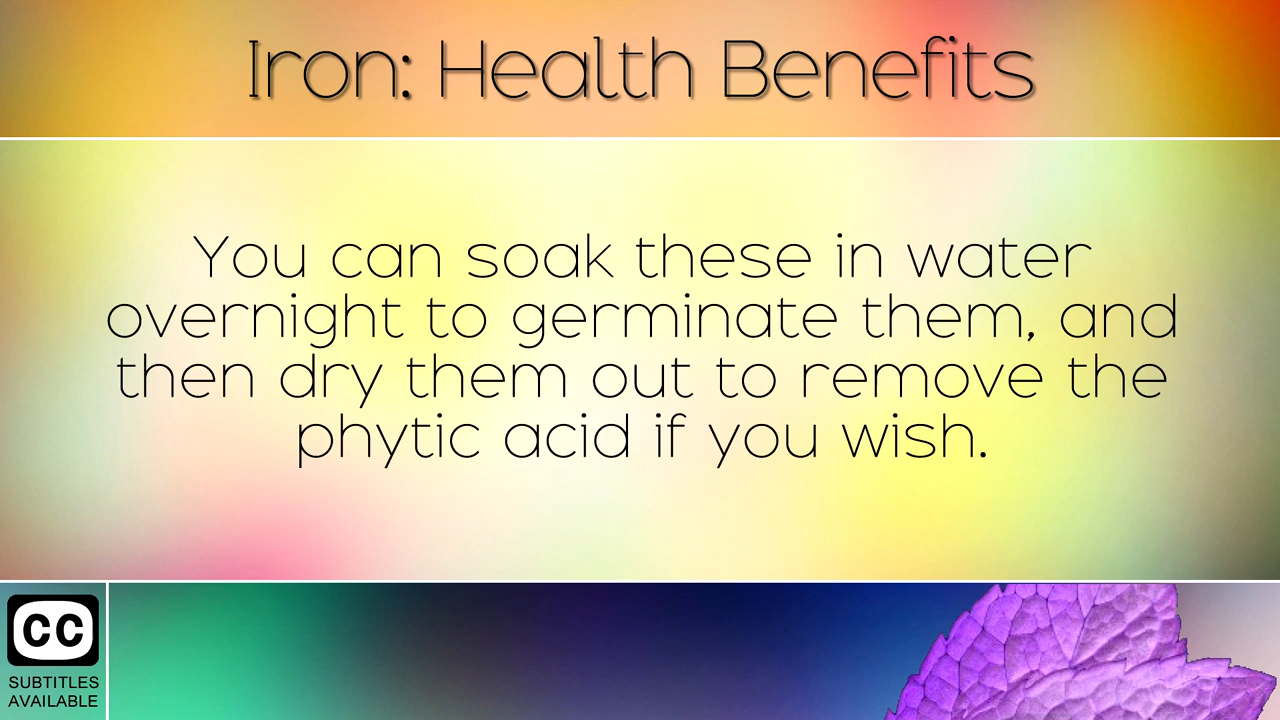 Iron: Health Benefits
You can soak these in water
overnight to germinate them, and
then dry them out to remove the
phytic acid if you wish.
CC
SUBTITLES
AVAILABLE